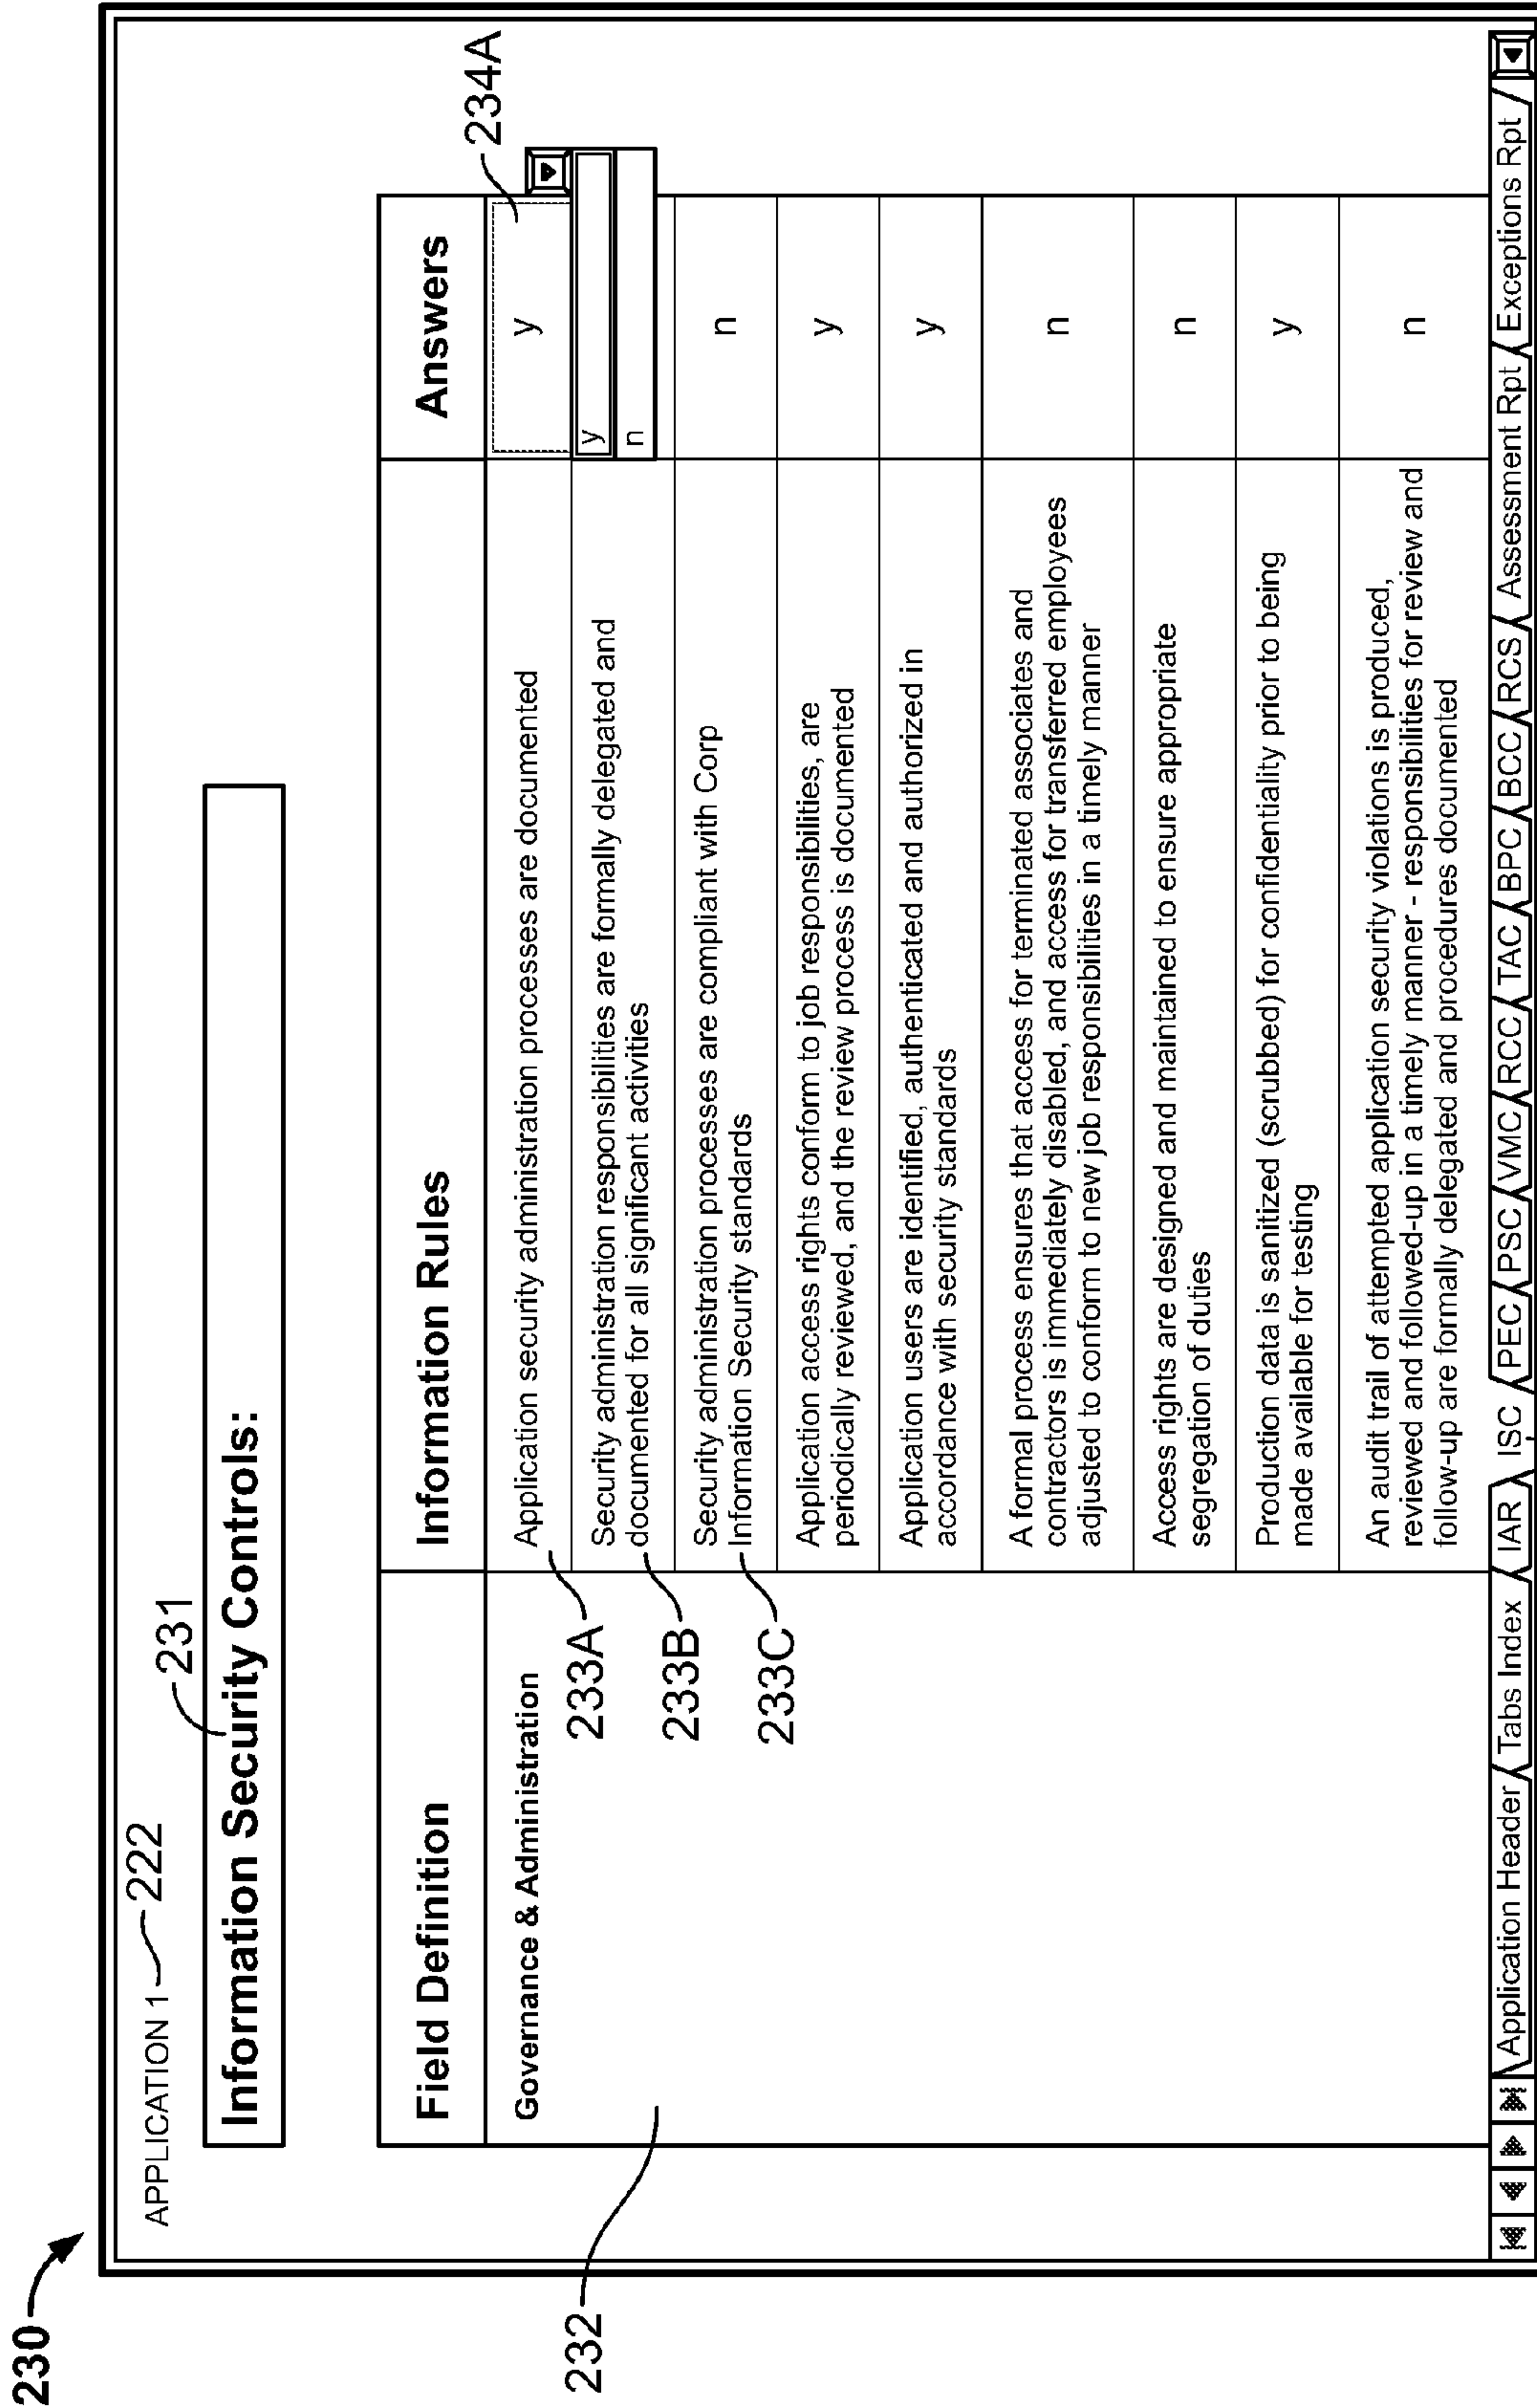 230
APPLICATION 1
222
231
Information Security Controls:
Field Definition
Information Rules
Answers
Governance & Administration
232
233A
Application security administration processes are documented
y
234A
y
n
233B
Security administration responsibilities are formally delegated and
documented for all significant activities
233C
Security administration processes are compliant with Corp
Information Security standards
n
Application access rights conform to job responsibilities, are
periodically reviewed, and the review process is documented
y
Application users are identified, authenticated and authorized in
accordance with security standards
y
A formal process ensures that access for terminated associates and
contractors is immediately disabled, and access for transferred employees
adjusted to conform to new job responsibilities in a timely manner
n
Access rights are designed and maintained to ensure appropriate
segregation of duties
n
Production data is sanitized (scrubbed) for confidentiality prior to being
made available for testing
y
An audit trail of attempted application security violations is produced,
reviewed and followed-up in a timely manner - responsibilities for review and
follow-up are formally delegated and procedures documented
n
Application Header Tabs Index IAR ISC PEC PSC VMC RCC TAC BPC BCC RCS Assessment Rpt Exceptions Rpt